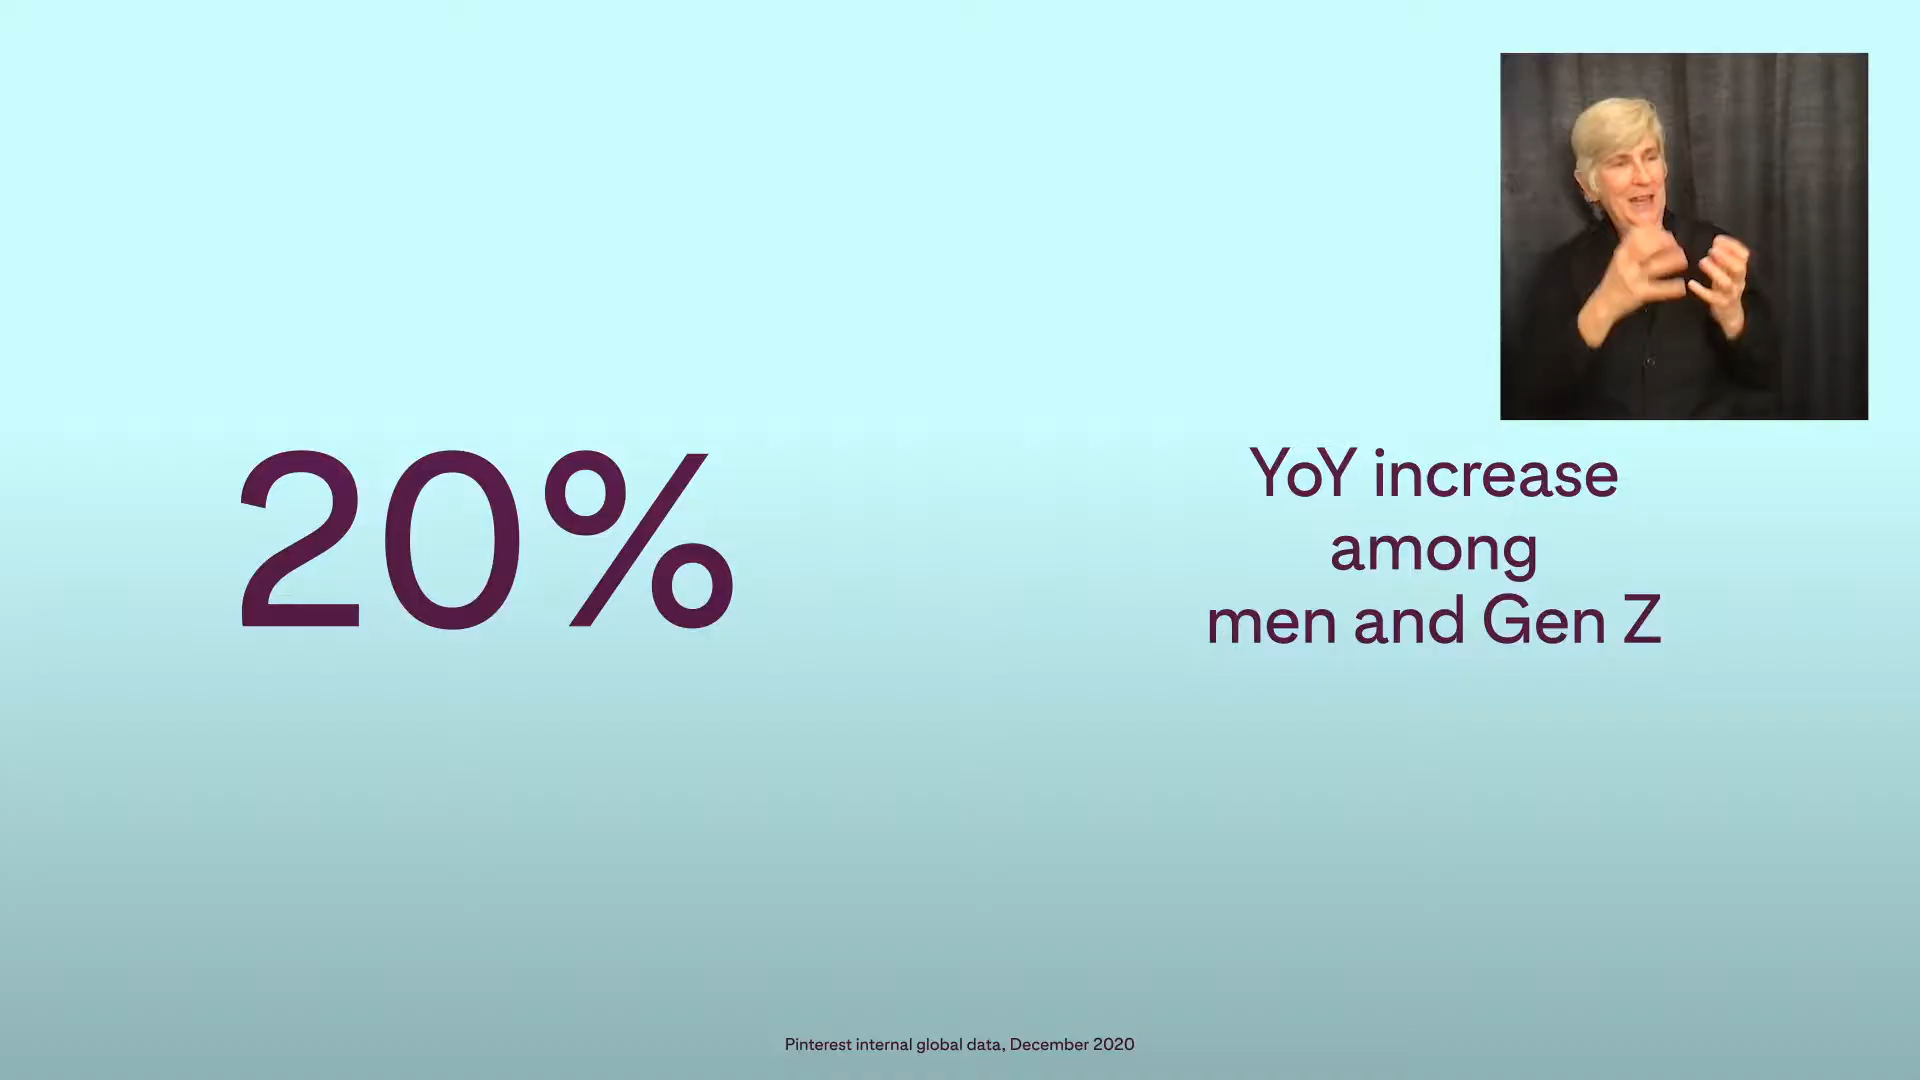 20%
YoY increase
among
men and Gen Z
Pinterest internal global data, December 2020